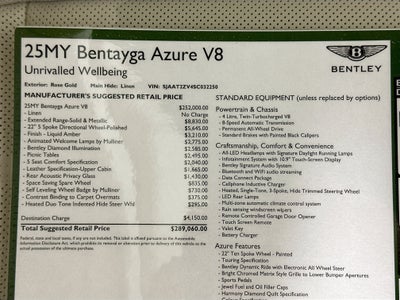 25MY Bentayga Azure V8
Unrivalled Wellbeing
BENTLEY
Exterior: Rose Gold Main Hide: Linen VIN: SJAAT2ZV4SC032250
MANUFACTURER'S SUGGESTED RETAIL PRICE
25MY Bentayga Azure V8 $252,000.00
- Linen No Charge
- Extended Range-Solid & Metallic $8,830.00
- 22" 5 Spoke Directional Wheel-Polished $5,645.00
- Finish - Liquid Amber $3,210.00
- Animated Welcome Lamps by Mulliner $2,775.00
- Bentley Diamond Illumination $2,585.00
- Picnic Tables $2,495.00
- 5 Seat Comfort Specification $2,040.00
- Leather Specification-Upper Cabin $1,665.00
- Rear Acoustic Privacy Glass $1,430.00
- Space Saving Spare Wheel $835.00
- Self Leveling Wheel Badge by Mulliner $730.00
- Contrast Binding to Carpet Overmats $375.00
- Heated Duo Tone Indented Hide Steer Whl $295.00
Destination Charge $4,150.00
Total Suggested Retail Price $289,060.00
STANDARD EQUIPMENT (unless replaced by options)
Powertrain & Chassis
- 4 Litre, Twin-Turbocharged V8
- 8-Speed Automatic Transmission
- Permanent All-Wheel Drive
- Standard Brakes with Painted Black Calipers
Craftsmanship, Comfort & Convenience
- All-LED Headlamps with Signature Daylight Running Lamps
- Infotainment System with 10.9" Touch-Screen Display
- Bentley Signature Audio System
- Bluetooth and WiFi audio streaming
- Data Connect Package
- Cellphone Inductive Charger
- Heated, Single-Tone, 3-Spoke, Hide Trimmed Steering Wheel
- LED Rear Lamps
- Multi-zone automatic climate control system
- Rain sensing windscreen wipers
- Remote Controlled Garage Door Opener
- Touch Screen Remote
- Valet Key
- Battery Charger
Azure Features
- 22" Ten Spoke Wheel - Painted
- Touring Specification
- Bentley Dynamic Ride with Electronic All Wheel Steer
- Bright Chromed Matrix Style Grille to Lower Bumper Apertures
- Sports Pedals
- Jewel Fuel and Oil Filler Caps
- Harmony Diamond Quilt Specification